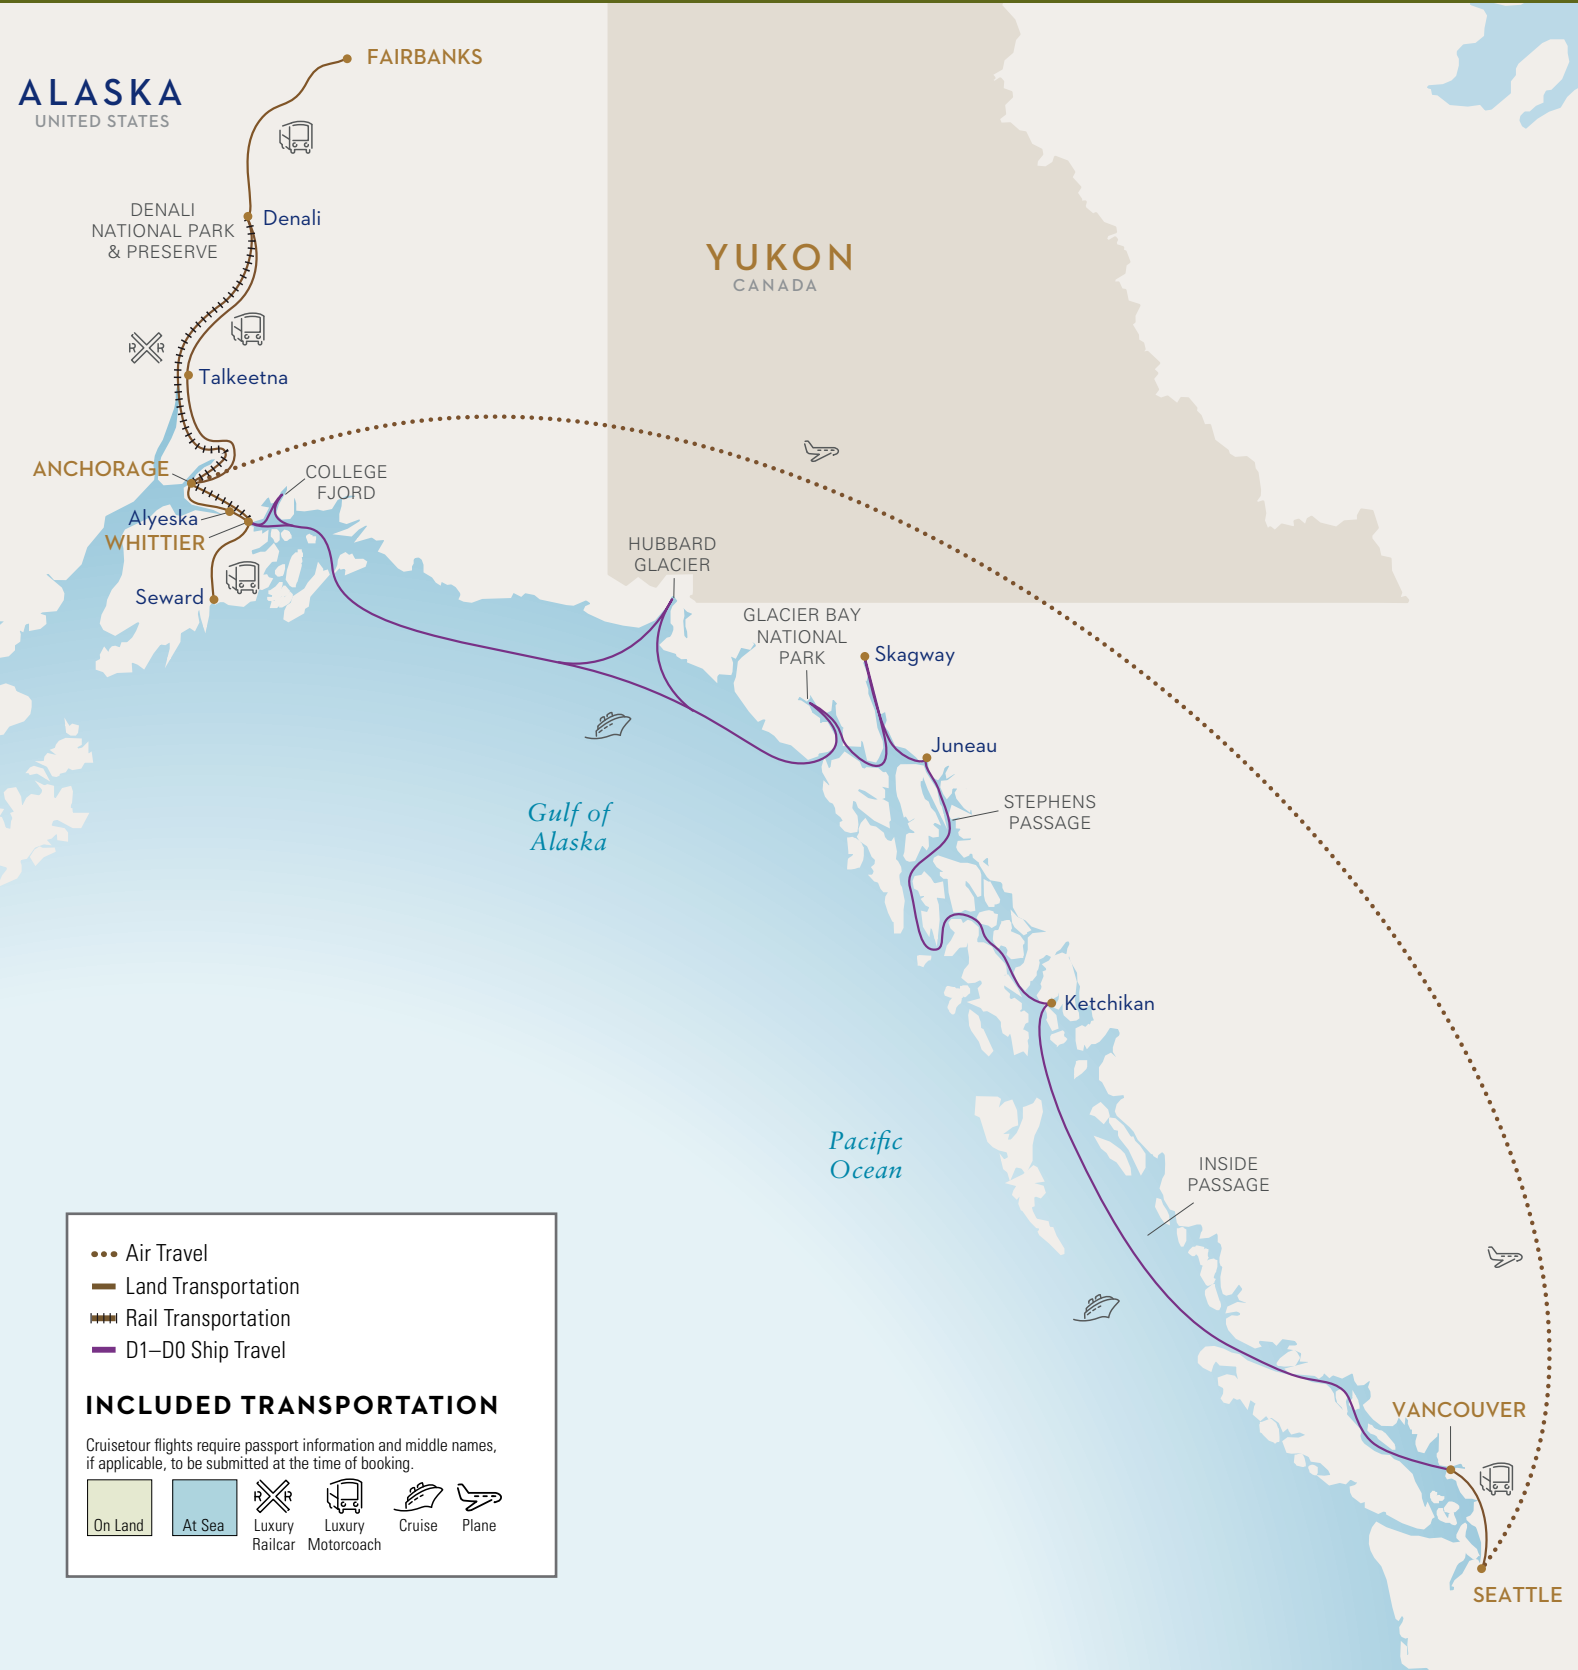 FAIRBANKS
ALASKA
UNITED STATES
DENALI
NATIONAL PARK
& PRESERVE
Denali
YUKON
CANADA
R R
Talkeetna
ANCHORAGE
COLLEGE
FJORD
Alyeska
WHITTIER
Seward
HUBBARD
GLACIER
GLACIER BAY
NATIONAL
PARK
Skagway
Juneau
STEPHENS
PASSAGE
Gulf of
Alaska
Ketchikan
Pacific
Ocean
INSIDE
PASSAGE
VANCOUVER
SEATTLE
Air Travel
Land Transportation
Rail Transportation
D1–D0 Ship Travel
INCLUDED TRANSPORTATION
Cruisetour flights require passport information and middle names,
if applicable, to be submitted at the time of booking.
On Land
At Sea
R R
Luxury
Railcar
Luxury
Motorcoach
Cruise
Plane